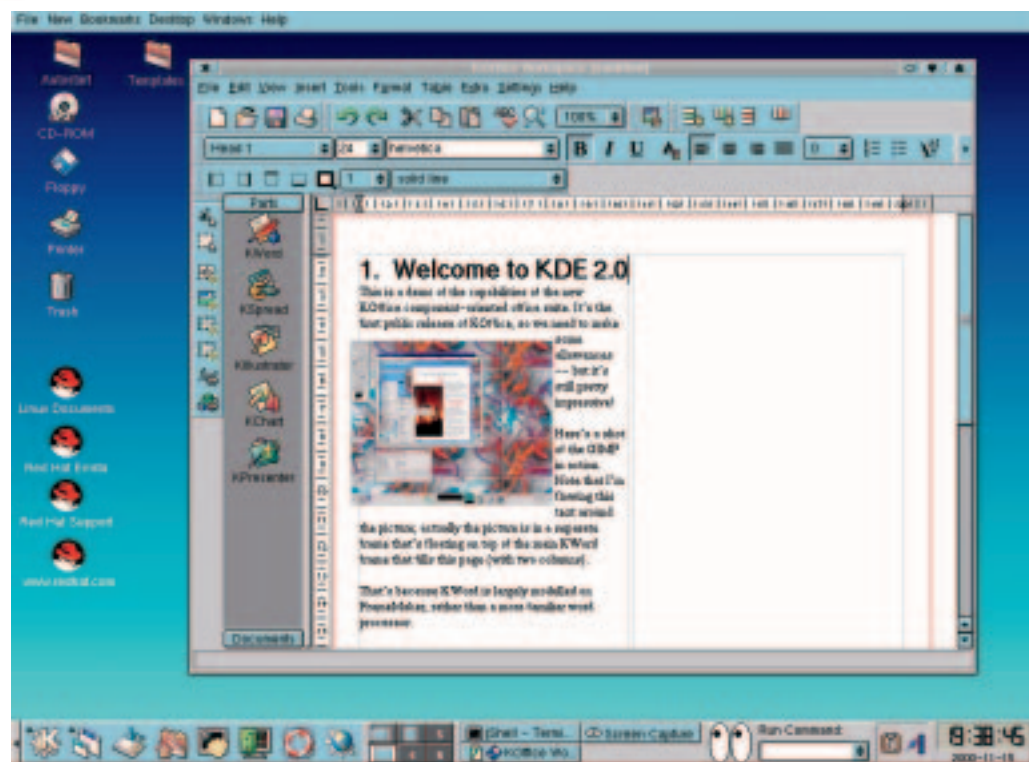 File New Bookmarks Desktop Windows Help
Autostart
Templates
CD-ROM
Floppy
Printer
Trash
Linux Documents
Red Hat Errata
Red Hat Support
www.redhat.com
KOffice Workspace
File Edit View Insert Tools Format Table Extra Settings Help
100%
Head 1
24
helvetica
B I U
0
1
solid line
Parts
KWord
KSpread
KIllustrator
KChart
KPresenter
Documents
1. Welcome to KDE 2.0
This is a demo of the capabilities of the new
KOffice component-oriented office suite. It's the
first public release of KOffice, so we need to make
some
allowances
-- but it's
still pretty
impressive!
Here's a shot
of the GIMP
in action.
Note that I'm
flowing this
text around
the picture; actually the picture is in a separate
frame that's floating on top of the main KWord
frame that fills this page (with two columns).
That's because KWord is largely modelled on
FrameMaker, rather than a more familiar word
processor.
Screen Capture
KOffice Wo...
Run Command:
2000-11-15